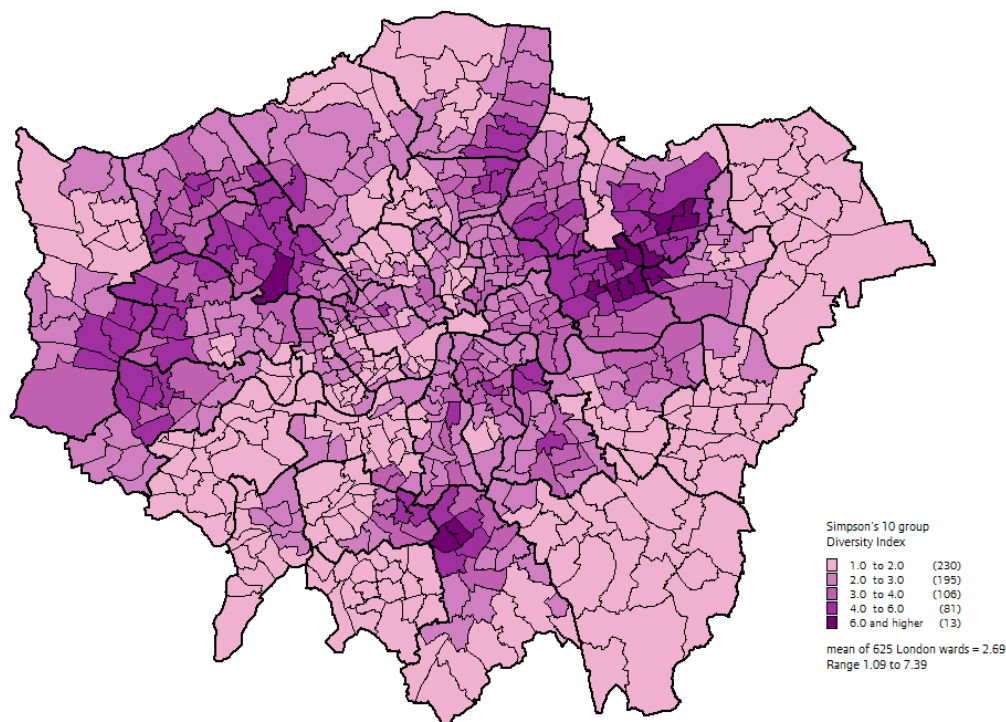 Simpson's 10 group
Diversity Index
1.0 to 2.0 (230)
2.0 to 3.0 (195)
3.0 to 4.0 (106)
4.0 to 6.0 (81)
6.0 and higher (13)
mean of 625 London wards = 2.69
Range 1.09 to 7.39